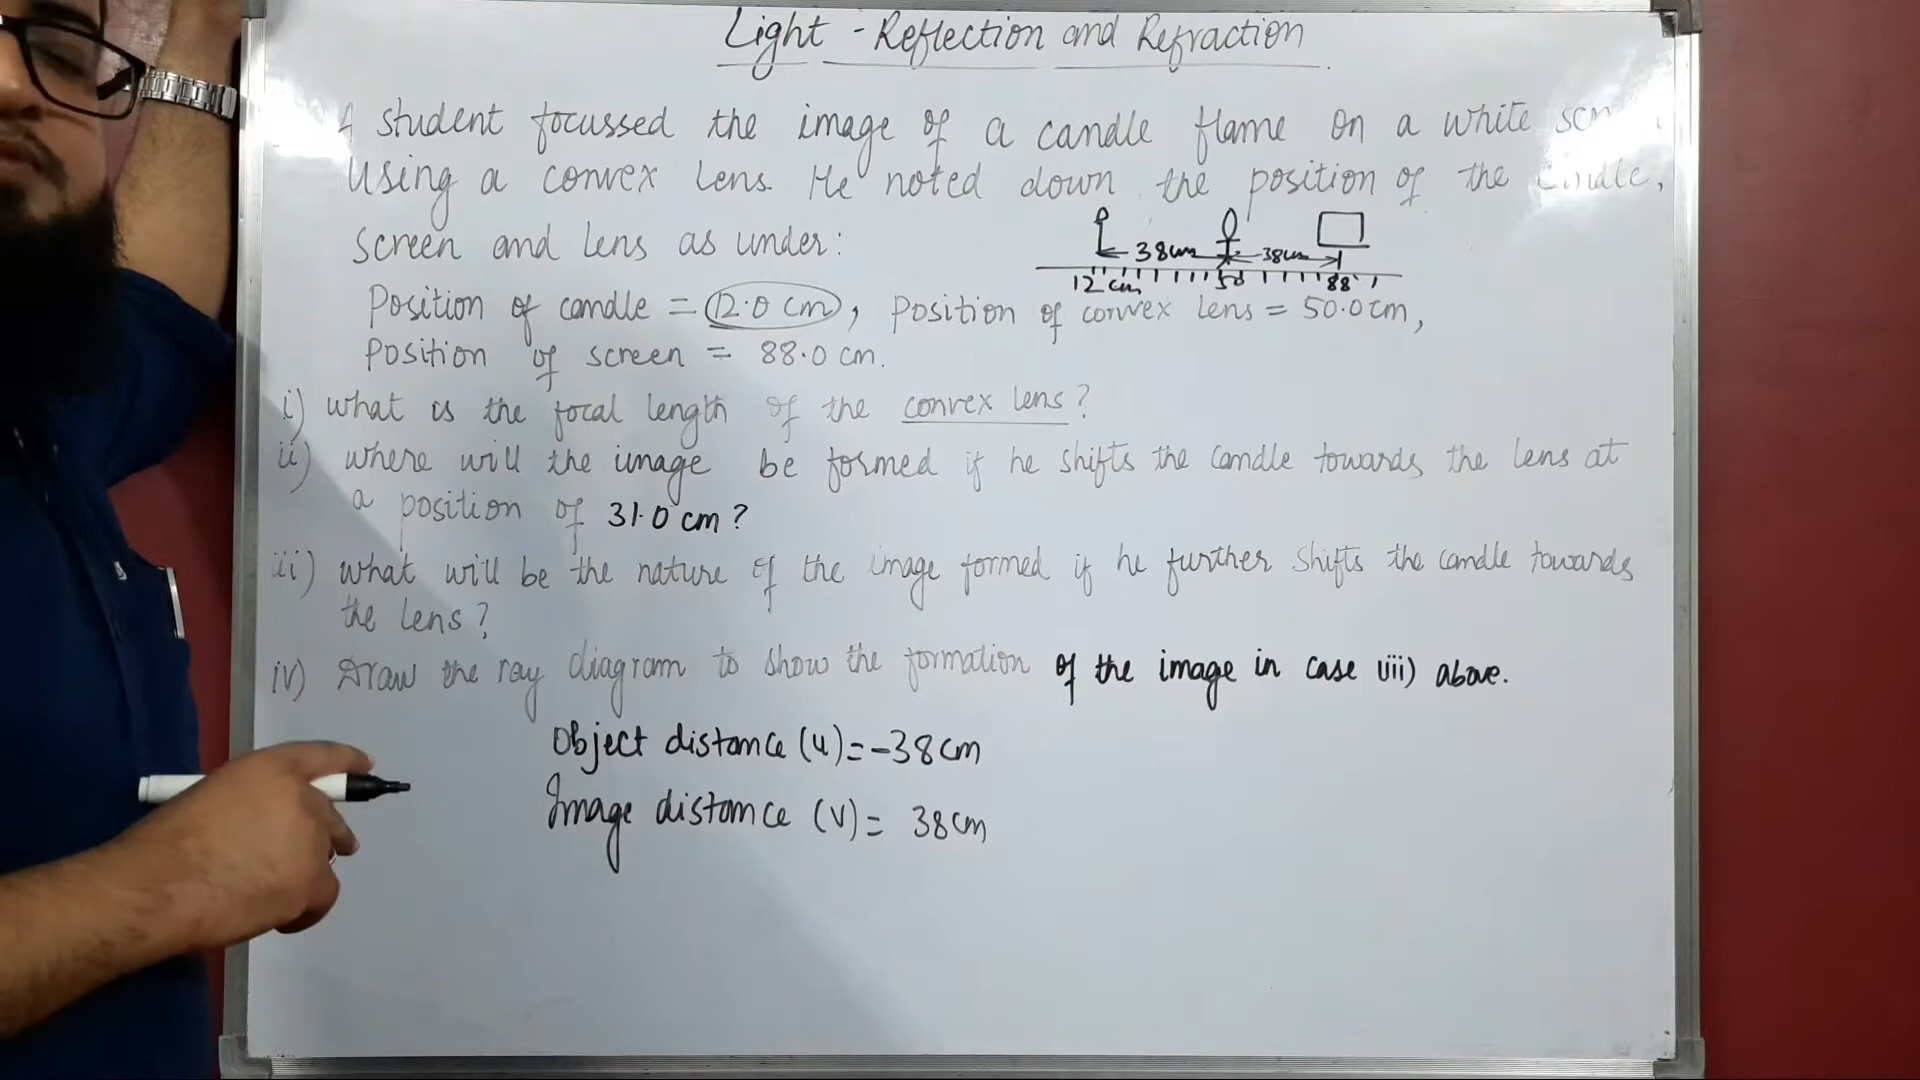 Light - Reflection and Refraction
A student focussed the image of a candle flame on a white
using a convex lens. He noted down the position of the candle,
screen and lens as under:
38cm 38cm
12 cm 50 88
Position of candle = 12.0 cm, Position of convex lens = 50.0 cm,
Position of screen = 88.0 cm.
i) what is the focal length of the convex lens?
ii) where will the image be formed if he shifts the candle towards the lens at
a position of 31.0 cm?
iii) what will be the nature of the image formed if he further shifts the candle towards
the lens?
iv) Draw the ray diagram to show the formation of the image in case iii) above.
Object distance (u) = -38cm
Image distance (v) = 38cm